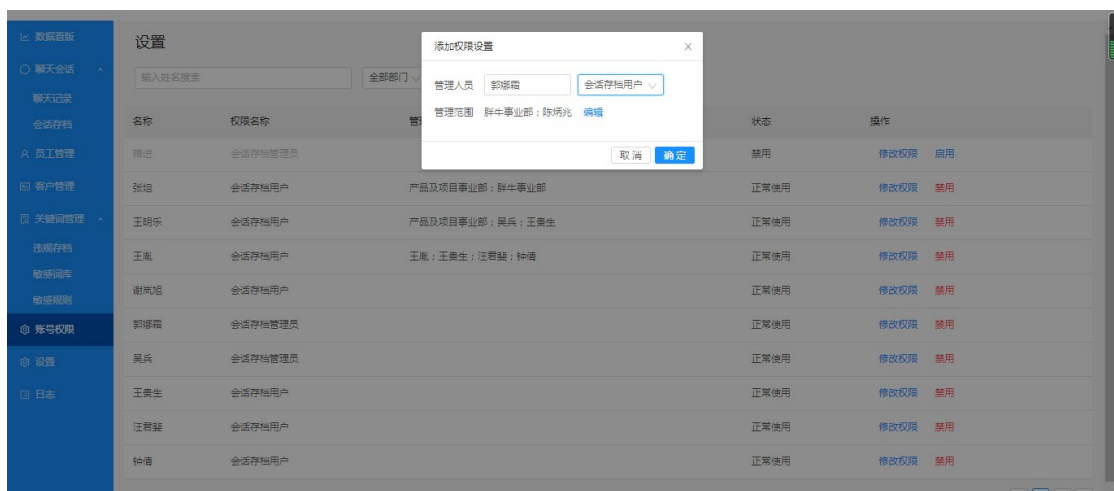 数据看版
聊天会话
聊天记录
会话存档
员工管理
客户管理
关键词管理
违规存档
敏感词库
敏感规则
账号权限
设置
日志
设置
输入姓名搜索 全部部门
添加权限设置
管理人员 郭娜霜 会话存档用户
管理范围 胖牛事业部；陈炳兆 编辑
取消 确定
名称 权限名称 管 状态 操作
会话存档管理员 禁用 修改权限 启用
张坦 会话存档用户 产品及项目事业部；胖牛事业部 正常使用 修改权限 禁用
王明乐 会话存档用户 产品及项目事业部；吴兵；王贵生 正常使用 修改权限 禁用
王胤 会话存档用户 王胤；王贵生；汪君斐；钟倩 正常使用 修改权限 禁用
谢岚旭 会话存档用户 正常使用 修改权限 禁用
郭娜霜 会话存档管理员 正常使用 修改权限 禁用
吴兵 会话存档管理员 正常使用 修改权限 禁用
王贵生 会话存档用户 正常使用 修改权限 禁用
汪君斐 会话存档用户 正常使用 修改权限 禁用
钟倩 会话存档用户 正常使用 修改权限 禁用